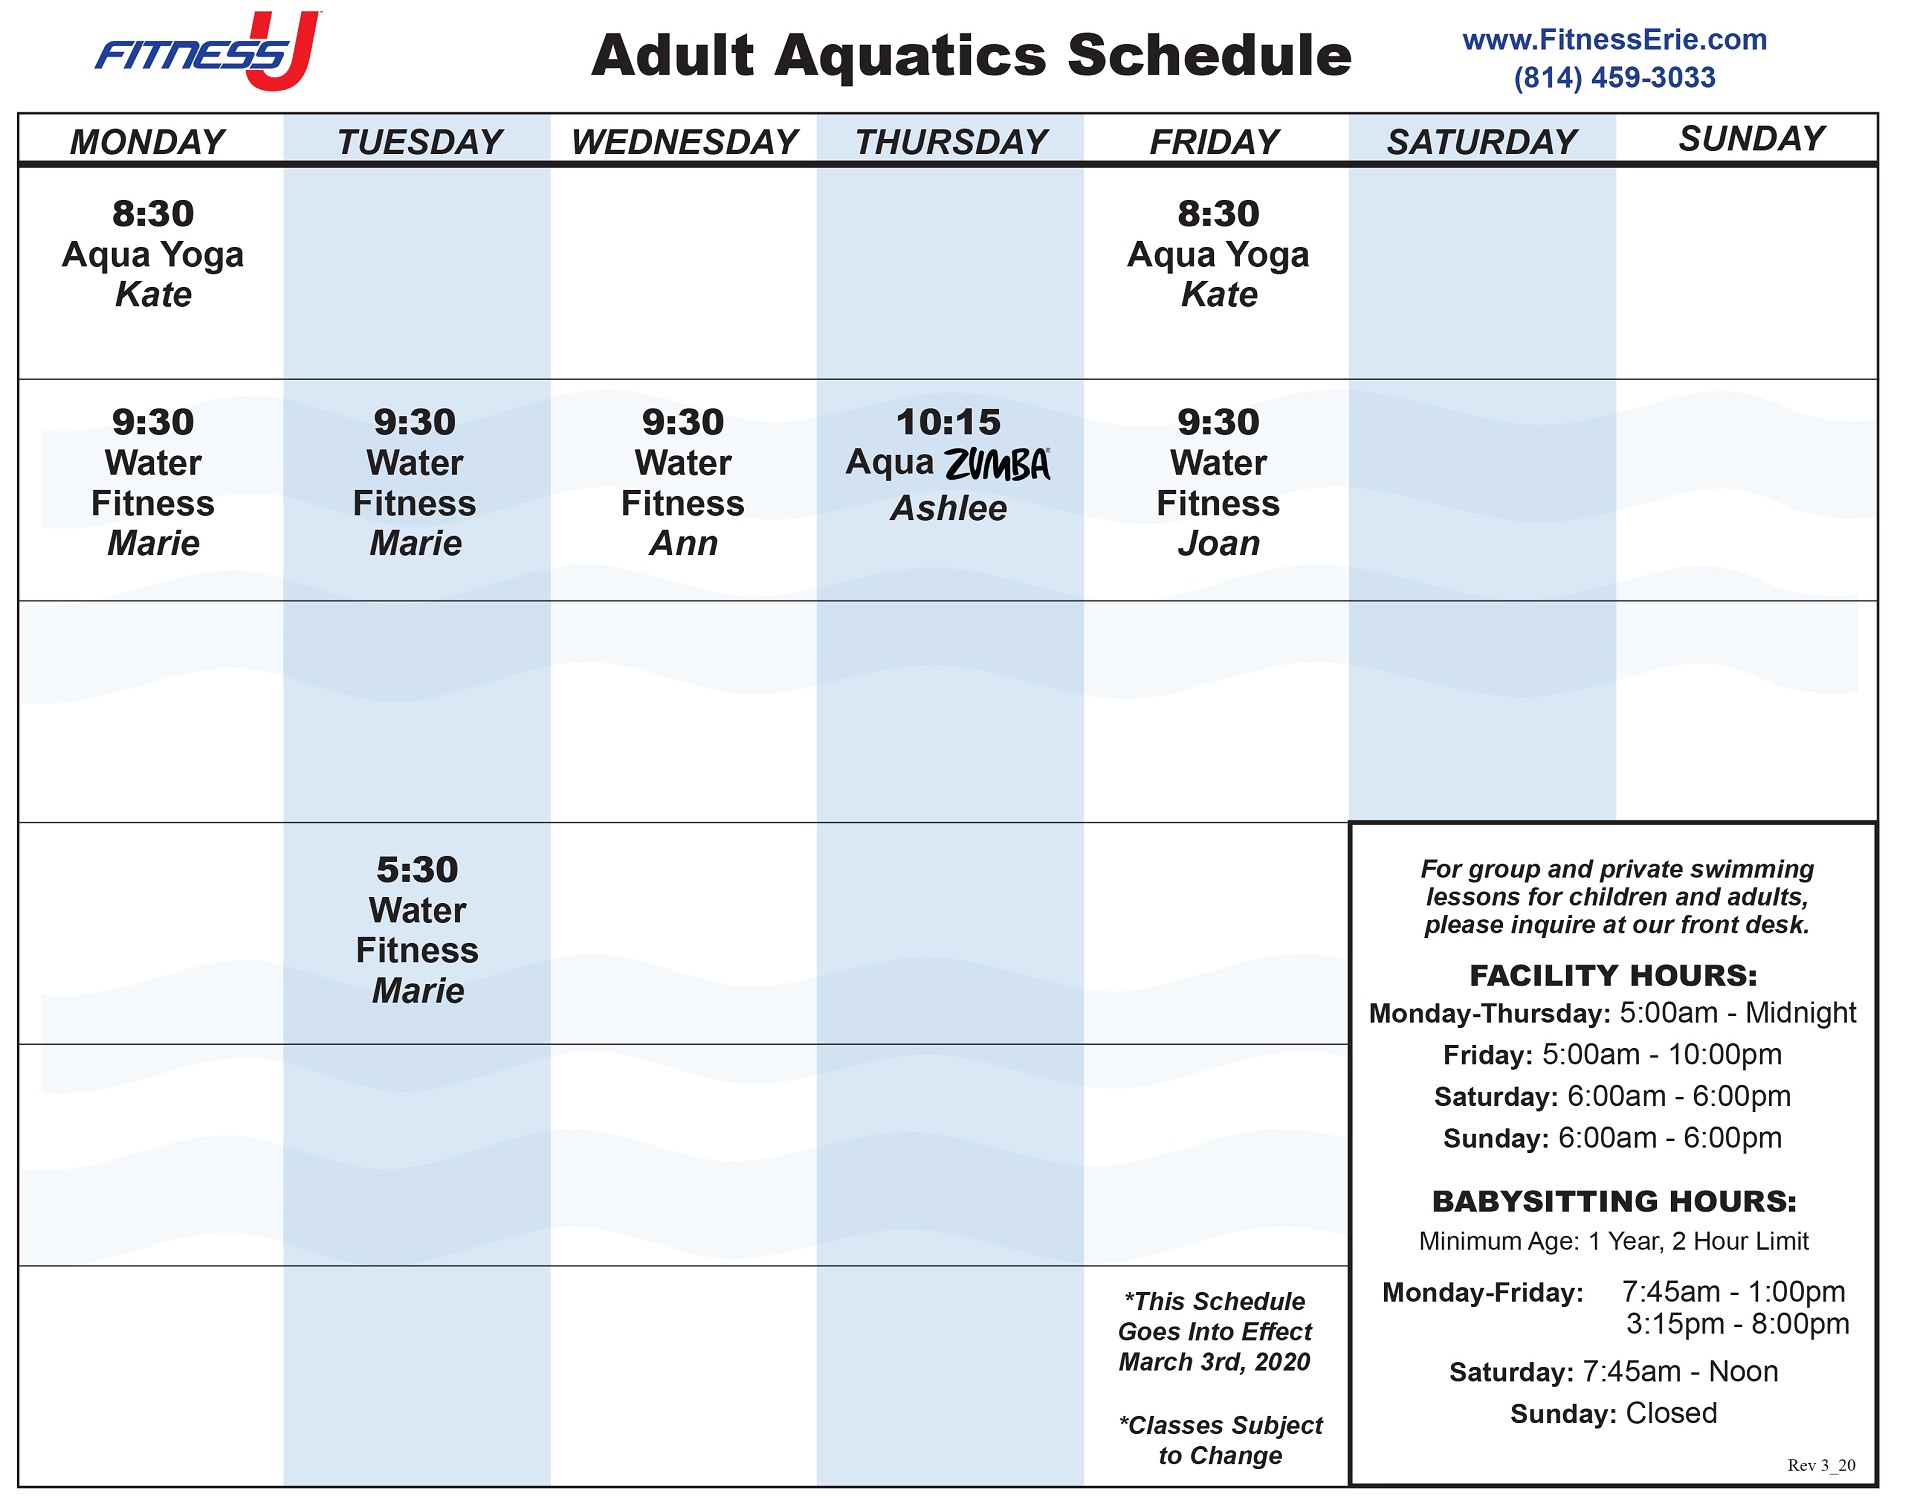 FITNESS U
Adult Aquatics Schedule
www.FitnessErie.com
(814) 459-3033
MONDAY TUESDAY WEDNESDAY THURSDAY FRIDAY SATURDAY SUNDAY
8:30
Aqua Yoga
Kate
8:30
Aqua Yoga
Kate
9:30
Water
Fitness
Marie
9:30
Water
Fitness
Marie
9:30
Water
Fitness
Ann
10:15
Aqua ZUMBA
Ashlee
9:30
Water
Fitness
Joan
5:30
Water
Fitness
Marie
*This Schedule
Goes Into Effect
March 3rd, 2020
*Classes Subject
to Change
For group and private swimming
lessons for children and adults,
please inquire at our front desk.
FACILITY HOURS:
Monday-Thursday: 5:00am - Midnight
Friday: 5:00am - 10:00pm
Saturday: 6:00am - 6:00pm
Sunday: 6:00am - 6:00pm
BABYSITTING HOURS:
Minimum Age: 1 Year, 2 Hour Limit
Monday-Friday: 7:45am - 1:00pm
3:15pm - 8:00pm
Saturday: 7:45am - Noon
Sunday: Closed
Rev 3_20